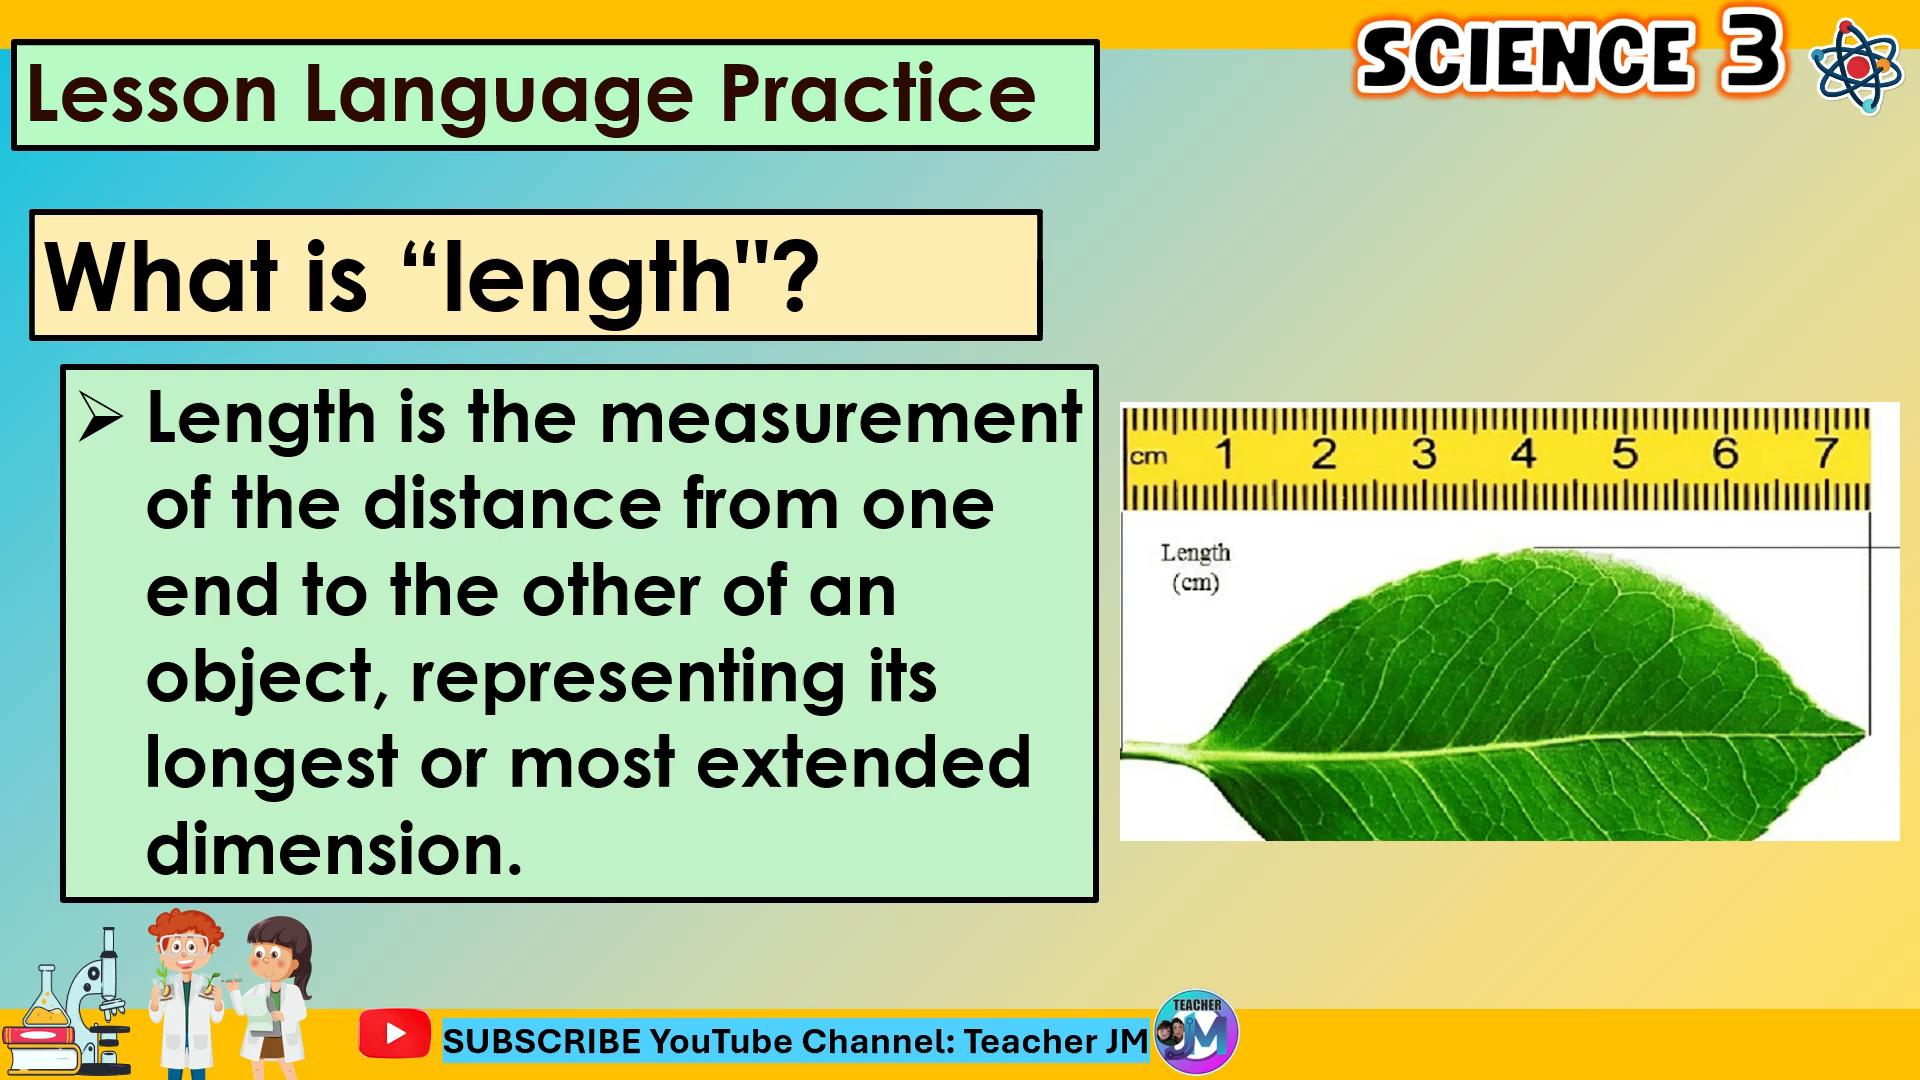 SCIENCE 3
Lesson Language Practice
What is “length"?
➢ Length is the measurement
of the distance from one
end to the other of an
object, representing its
longest or most extended
dimension.
cm 1 2 3 4 5 6 7
Length
(cm)
SUBSCRIBE YouTube Channel: Teacher JM
TEACHER
JM